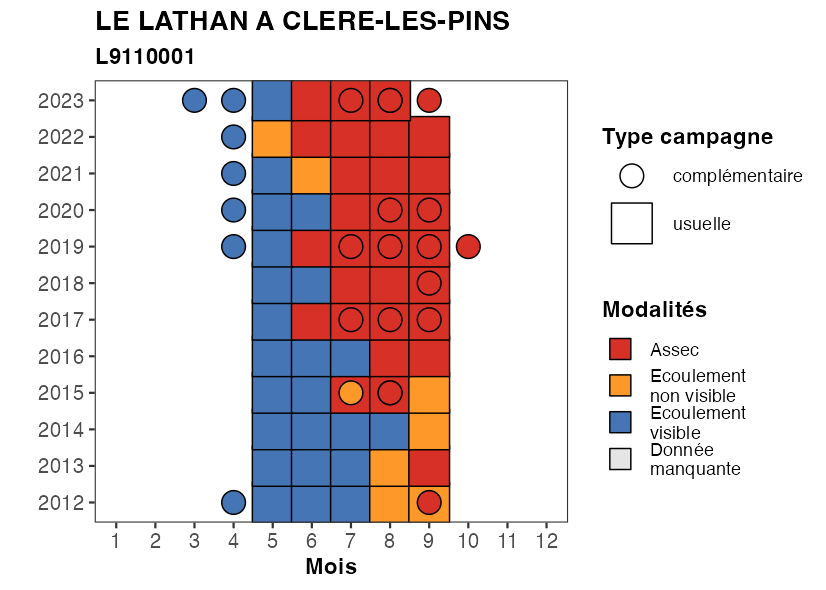 LE LATHAN A CLERE-LES-PINS
L9110001
2023
2022
2021
2020
2019
2018
2017
2016
2015
2014
2013
2012
1 2 3 4 5 6 7 8 9 10 11 12
Mois
Type campagne
complémentaire
usuelle
Modalités
Assec
Ecoulement
non visible
Ecoulement
visible
Donnée
manquante